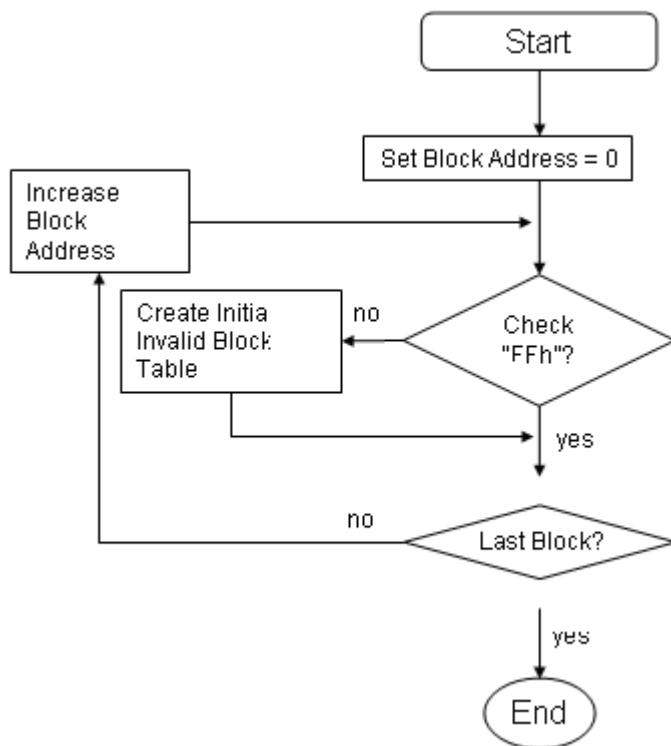 Start
Set Block Address = 0
Increase
Block
Address
Create Initia
Invalid Block
Table
no
Check
"FFh"?
yes
no
Last Block?
yes
End